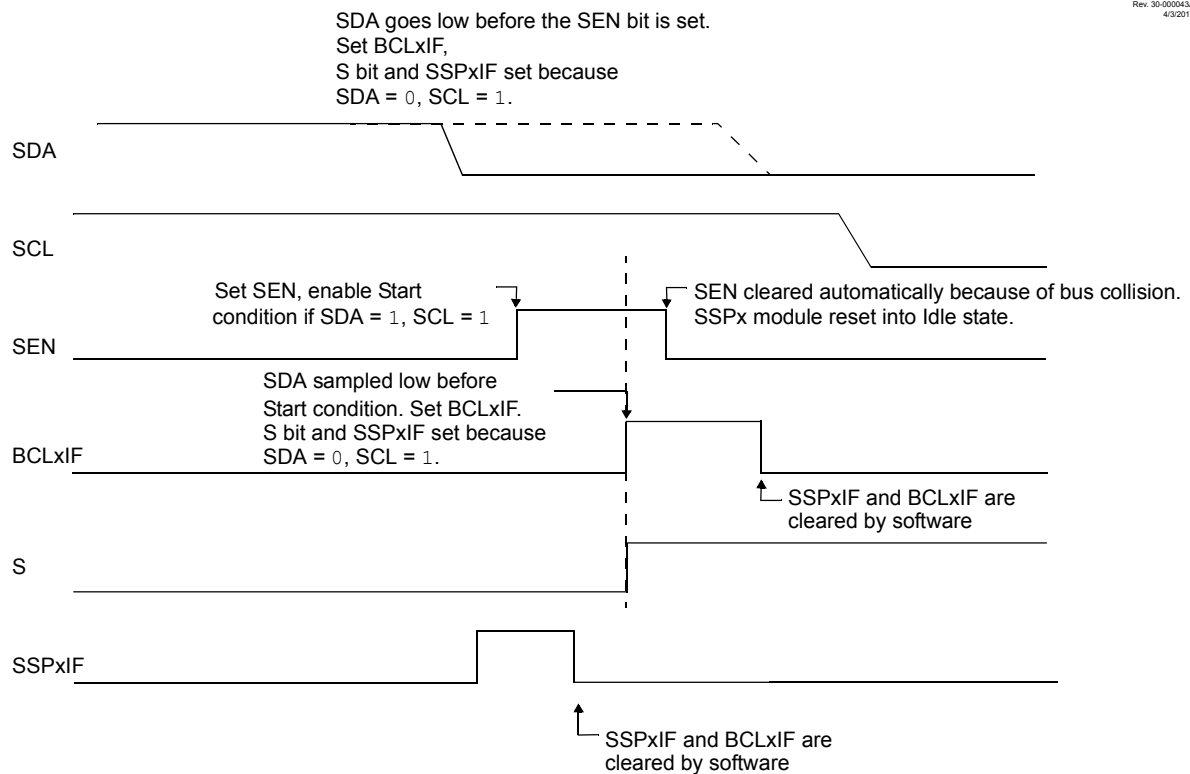 Rev. 30-000043A
4/3/201
SDA goes low before the SEN bit is set.
Set BCLxIF,
S bit and SSPxIF set because
SDA = 0, SCL = 1.
SDA
SCL
Set SEN, enable Start
condition if SDA = 1, SCL = 1
SEN cleared automatically because of bus collision.
SSPx module reset into Idle state.
SEN
SDA sampled low before
Start condition. Set BCLxIF.
S bit and SSPxIF set because
SDA = 0, SCL = 1.
BCLxIF
SSPxIF and BCLxIF are
cleared by software
S
SSPxIF
SSPxIF and BCLxIF are
cleared by software